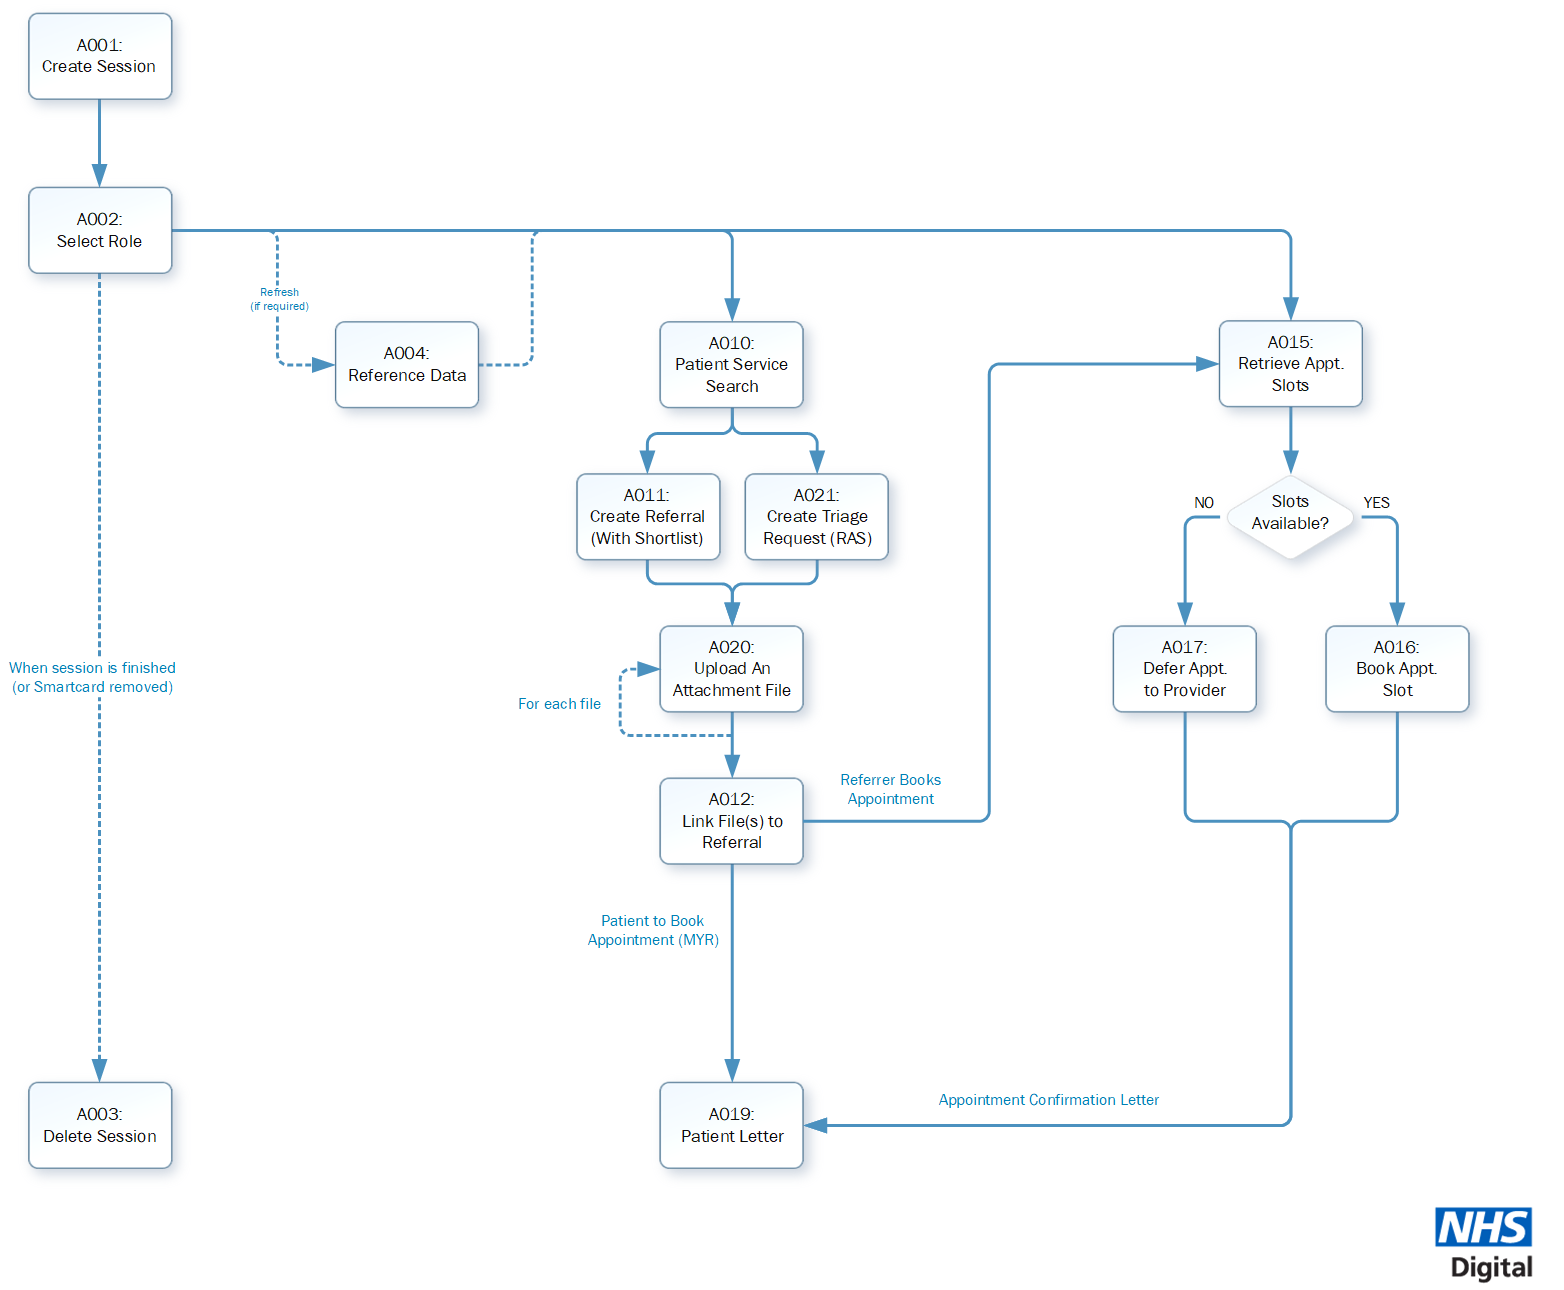 A001:
Create Session
A002:
Select Role
Refresh
(if required)
A004:
Reference Data
A010:
Patient Service
Search
A015:
Retrieve Appt.
Slots
A011:
Create Referral
(With Shortlist)
A021:
Create Triage
Request (RAS)
NO
Slots
Available?
YES
When session is finished
(or Smartcard removed)
For each file
A020:
Upload An
Attachment File
A017:
Defer Appt.
to Provider
A016:
Book Appt.
Slot
A012:
Link File(s) to
Referral
Referrer Books
Appointment
Patient to Book
Appointment (MYR)
A003:
Delete Session
A019:
Patient Letter
Appointment Confirmation Letter
NHS
Digital